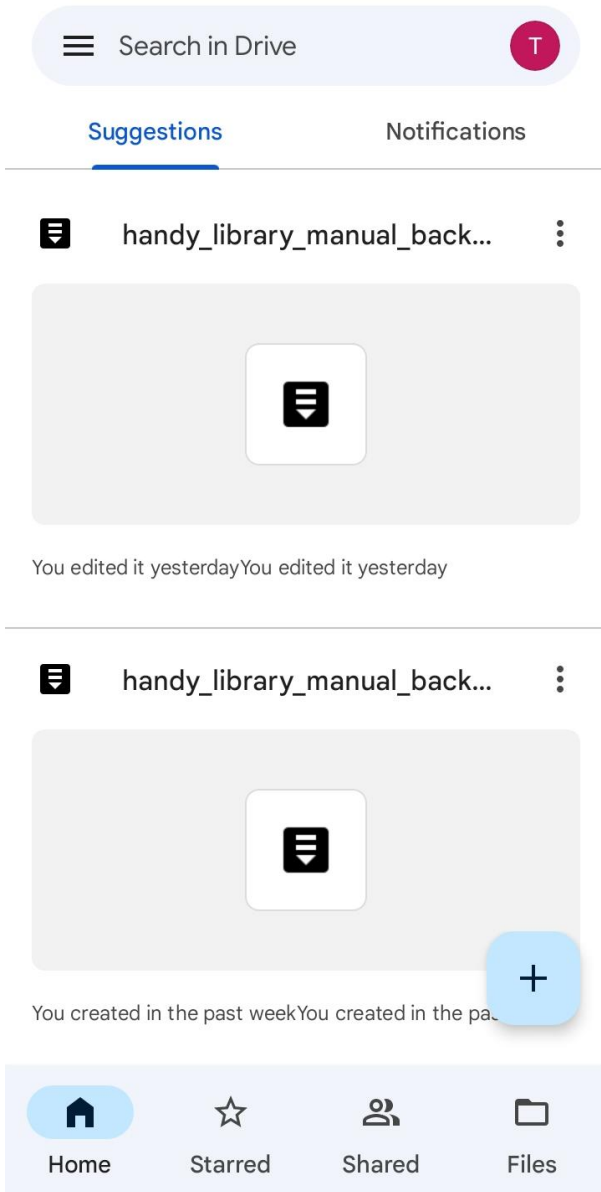 Search in Drive
T
Suggestions
Notifications
handy_library_manual_back...
You edited it yesterdayYou edited it yesterday
handy_library_manual_back...
You created in the past weekYou created in the
Home
Starred
Shared
Files